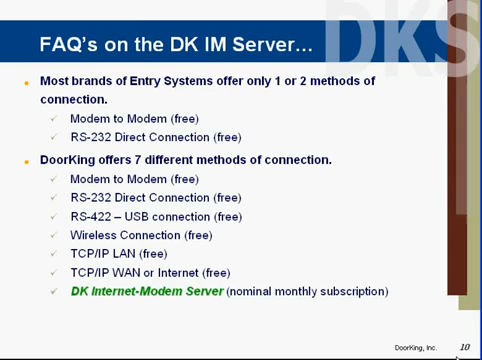 DKS
FAQ's on the DK IM Server…
Most brands of Entry Systems offer only 1 or 2 methods of
connection.
Modem to Modem (free)
RS-232 Direct Connection (free)
DoorKing offers 7 different methods of connection.
Modem to Modem (free)
RS-232 Direct Connection (free)
RS-422 – USB connection (free)
Wireless Connection (free)
TCP/IP LAN (free)
TCP/IP WAN or Internet (free)
DK Internet-Modem Server (nominal monthly subscription)
DoorKing, Inc. 10